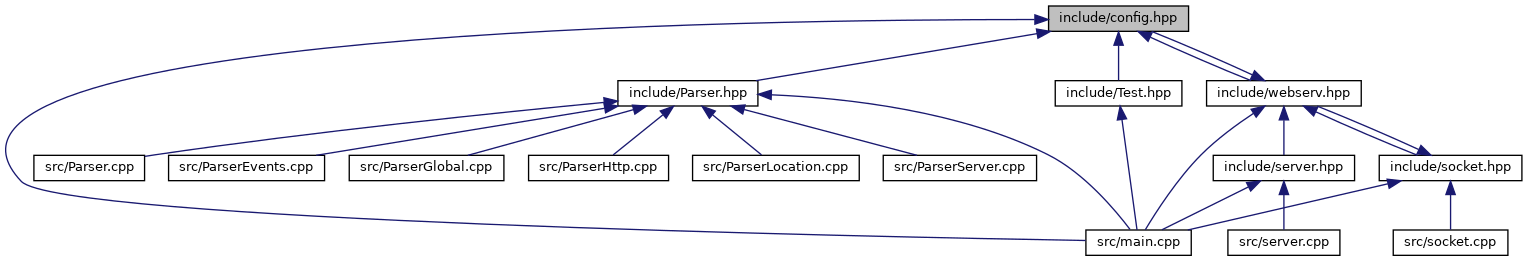 include/config.hpp
include/Parser.hpp
include/Test.hpp
include/webserv.hpp
src/Parser.cpp
src/ParserEvents.cpp
src/ParserGlobal.cpp
src/ParserHttp.cpp
src/ParserLocation.cpp
src/ParserServer.cpp
include/server.hpp
include/socket.hpp
src/main.cpp
src/server.cpp
src/socket.cpp